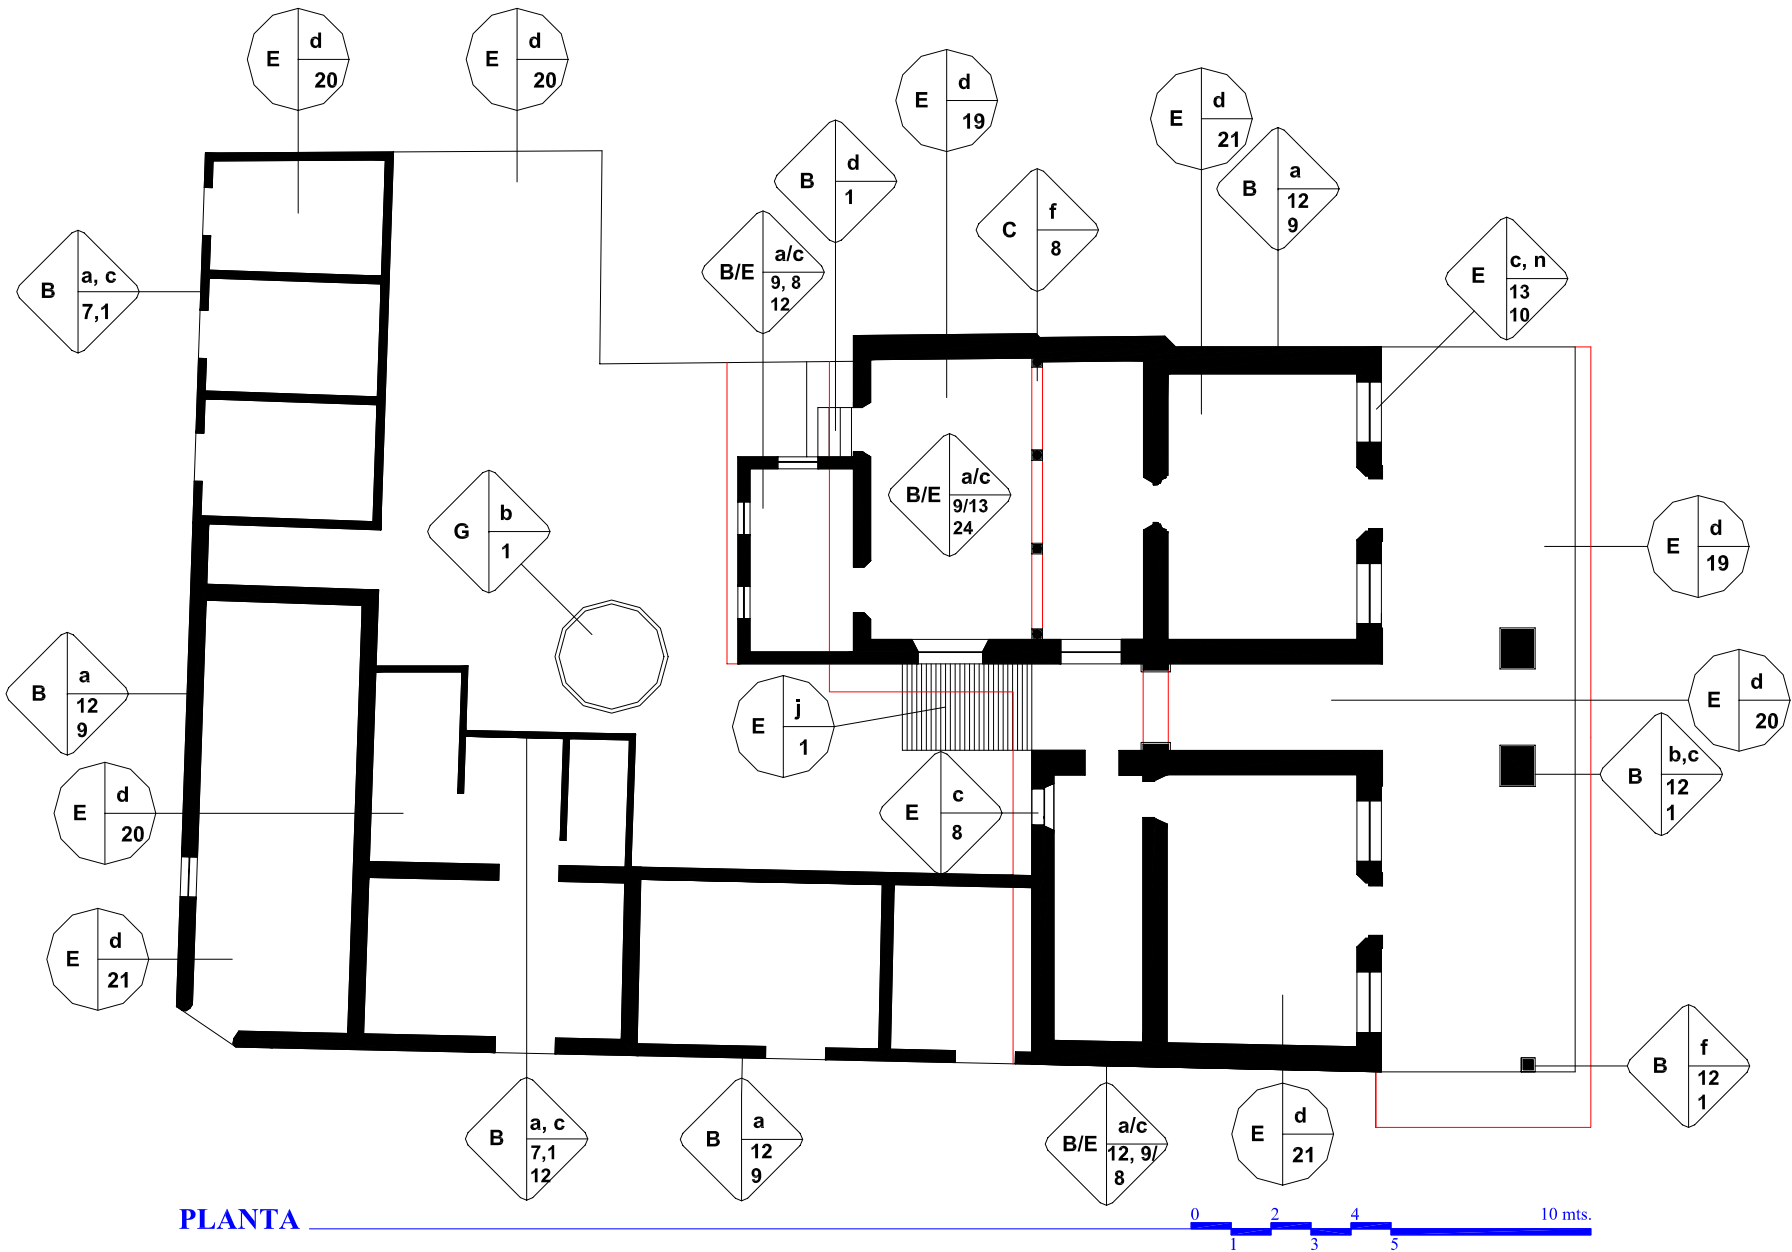 E d 20
E d 20
E d 19
E d 21
B d 1
B a 12 9
C f 8
B/E a/c 9, 8 12
E c, n 13 10
B a, c 7,1
B/E a/c 9/13 24
G b 1
E d 19
B a 12 9
E d 20
E j 1
B b,c 12 1
E d 20
E c 8
E d 21
B f 12 1
B a, c 7,1 12
B a 12 9
B/E a/c 12, 9/ 8
E d 21
PLANTA
0 2 4 10 mts.
1 3 5